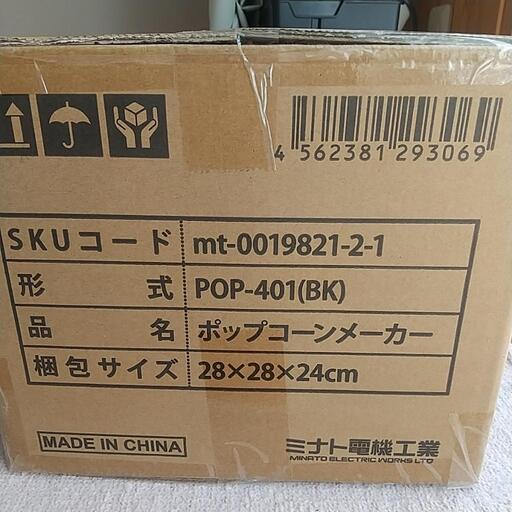 4 562381 293069
SKUコード mt-0019821-2-1
形式 POP-401(BK)
品名 ポップコーンメーカー
梱包サイズ 28×28×24cm
MADE IN CHINA
ミナト電機工業
MINATO ELECTRIC WORKS LTD